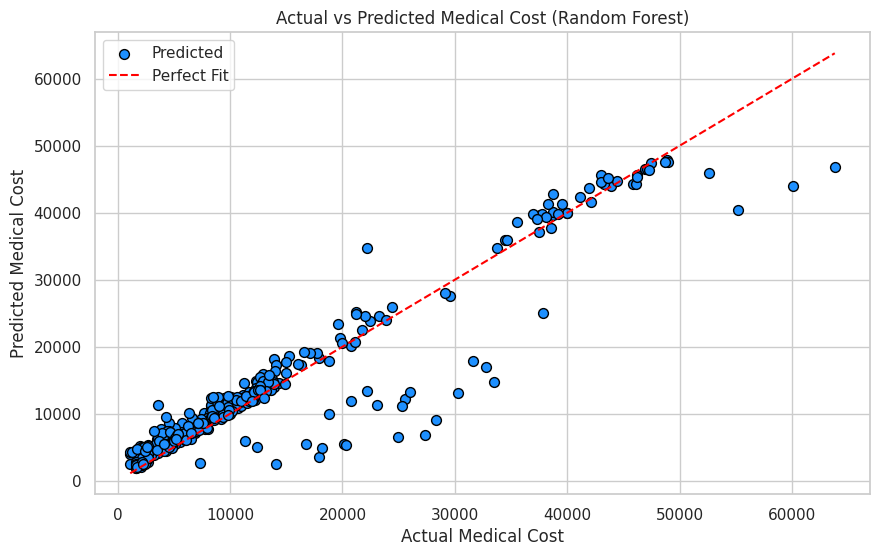 Actual vs Predicted Medical Cost (Random Forest)
Predicted
Perfect Fit
Predicted Medical Cost
60000
50000
40000
30000
20000
10000
0
0 10000 20000 30000 40000 50000 60000
Actual Medical Cost